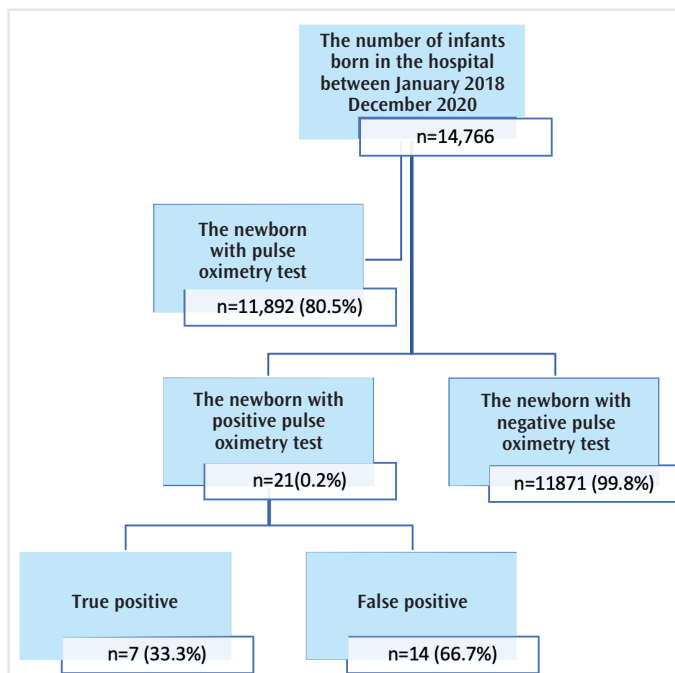 The number of infants
born in the hospital
between January 2018
December 2020
n=14,766
The newborn
with pulse
oximetry test
n=11,892 (80.5%)
The newborn with
positive pulse
oximetry test
n=21(0.2%)
The newborn with
negative pulse
oximetry test
n=11871 (99.8%)
True positive
n=7 (33.3%)
False positive
n=14 (66.7%)